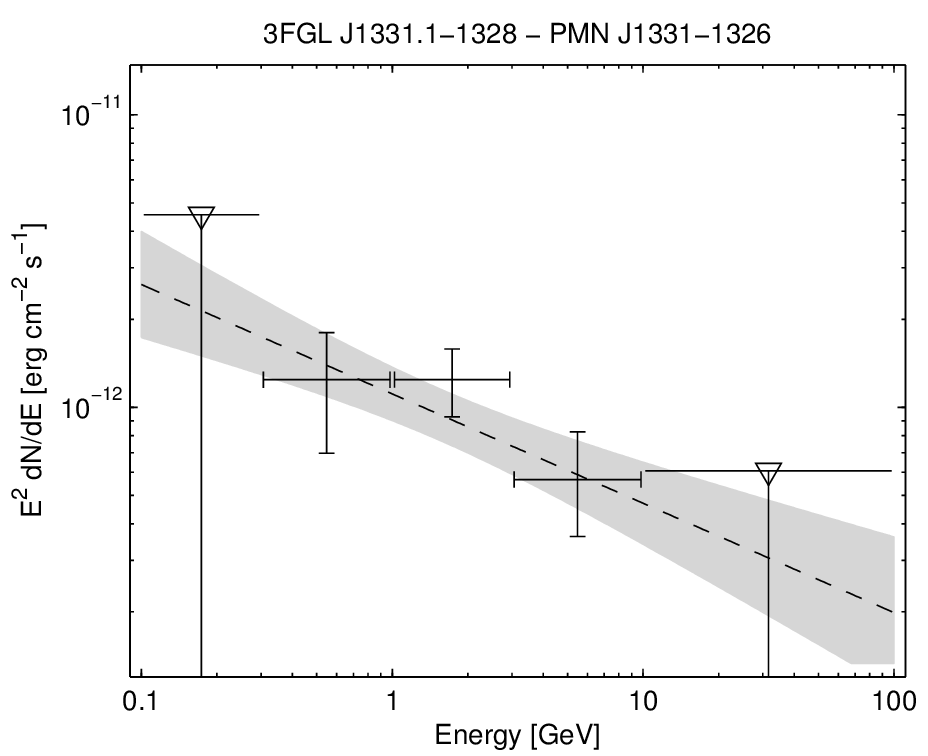 3FGL J1331.1−1328 − PMN J1331−1326
10⁻¹¹
10⁻¹²
E² dN/dE [erg cm⁻² s⁻¹]
0.1 1 10 100
Energy [GeV]